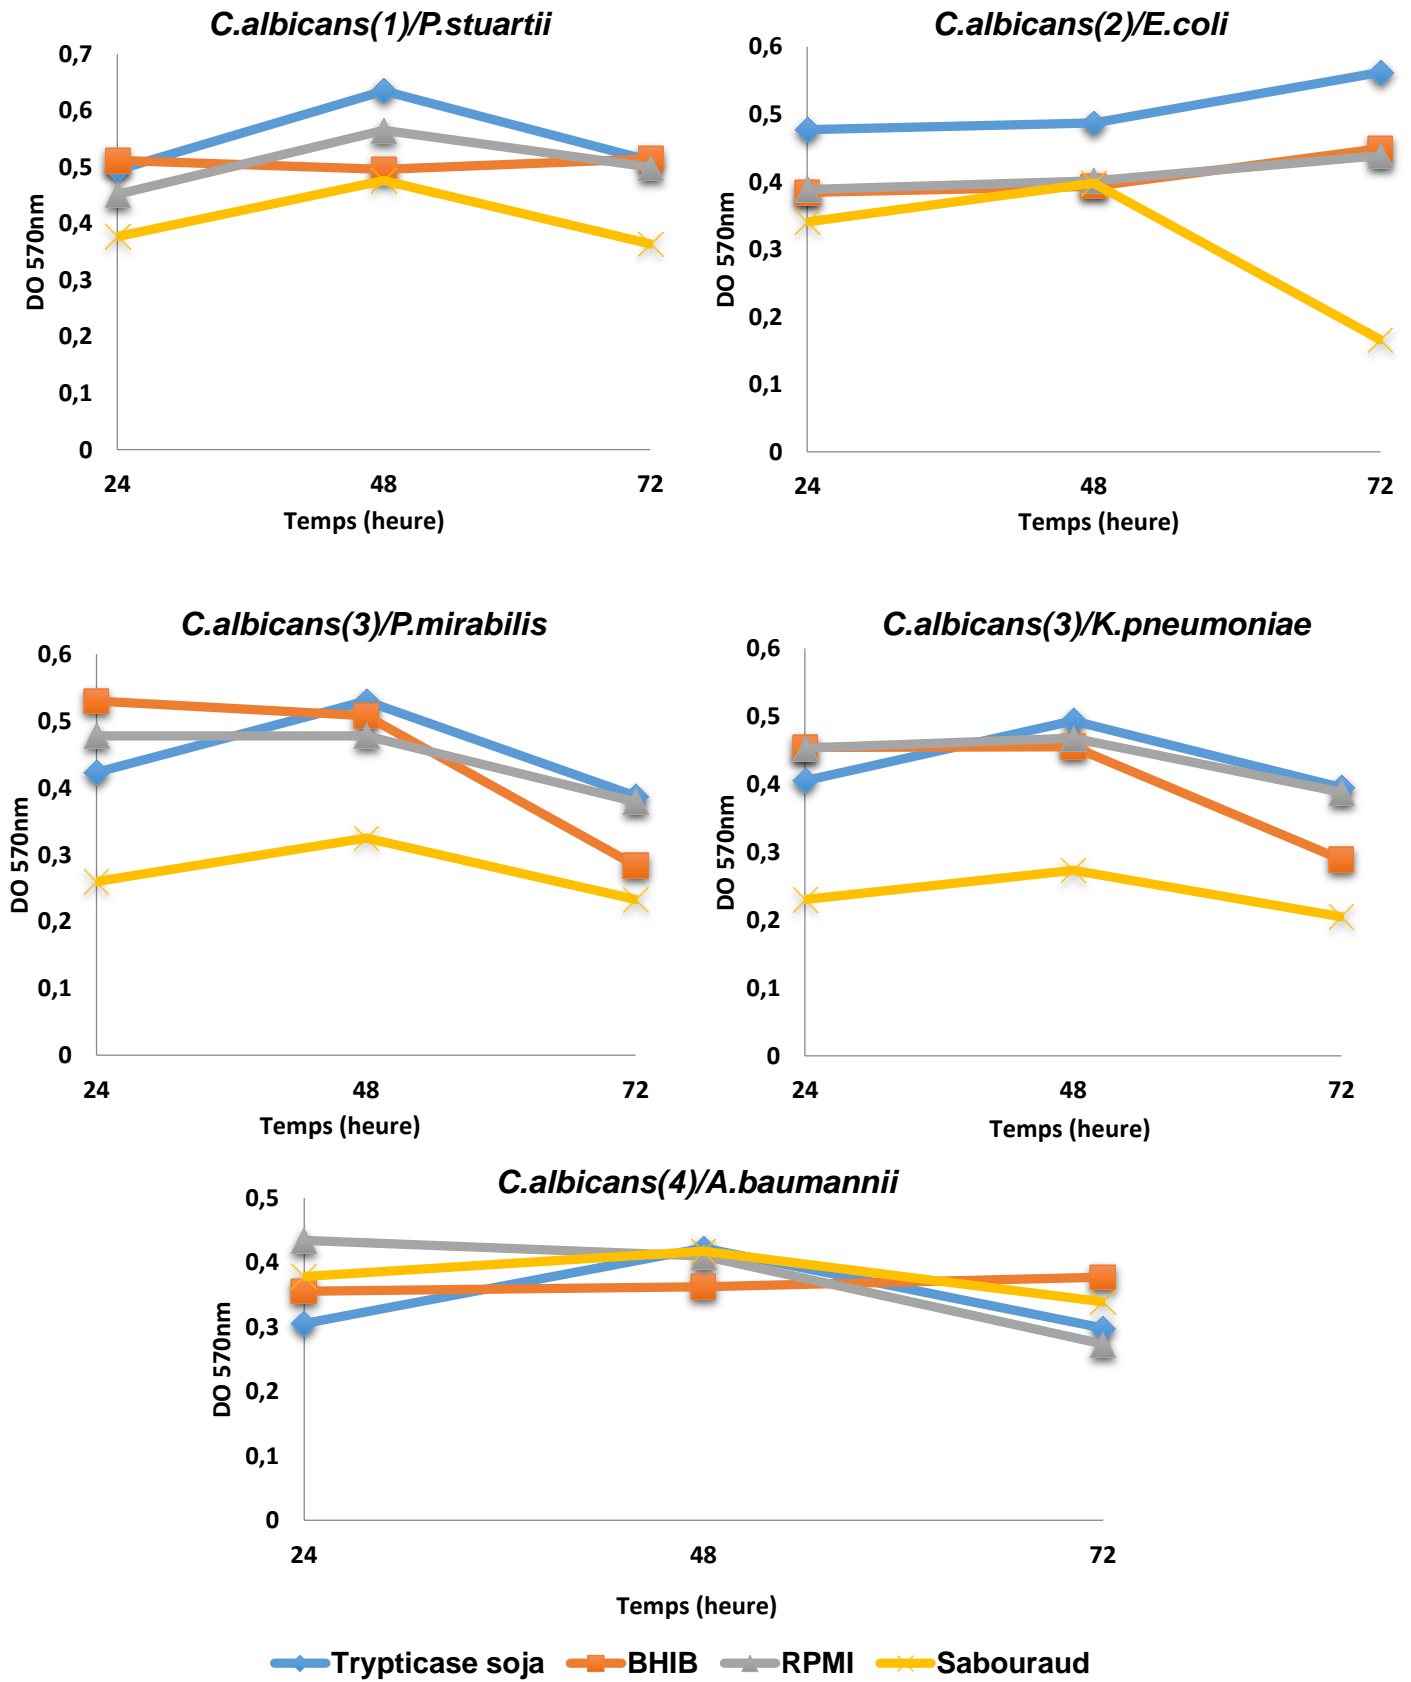 C.albicans(1)/P.stuartii
0,7
0,6
0,5
0,4
0,3
0,2
0,1
0
DO 570nm
24 48 72
Temps (heure)
C.albicans(2)/E.coli
0,6
0,5
0,4
0,3
0,2
0,1
0
DO 570nm
24 48 72
Temps (heure)
C.albicans(3)/P.mirabilis
0,6
0,5
0,4
0,3
0,2
0,1
0
DO 570nm
24 48 72
Temps (heure)
C.albicans(3)/K.pneumoniae
0,6
0,5
0,4
0,3
0,2
0,1
0
DO 570nm
24 48 72
Temps (heure)
C.albicans(4)/A.baumannii
0,5
0,4
0,3
0,2
0,1
0
DO 570nm
24 48 72
Temps (heure)
Trypticase soja BHIB RPMI Sabouraud